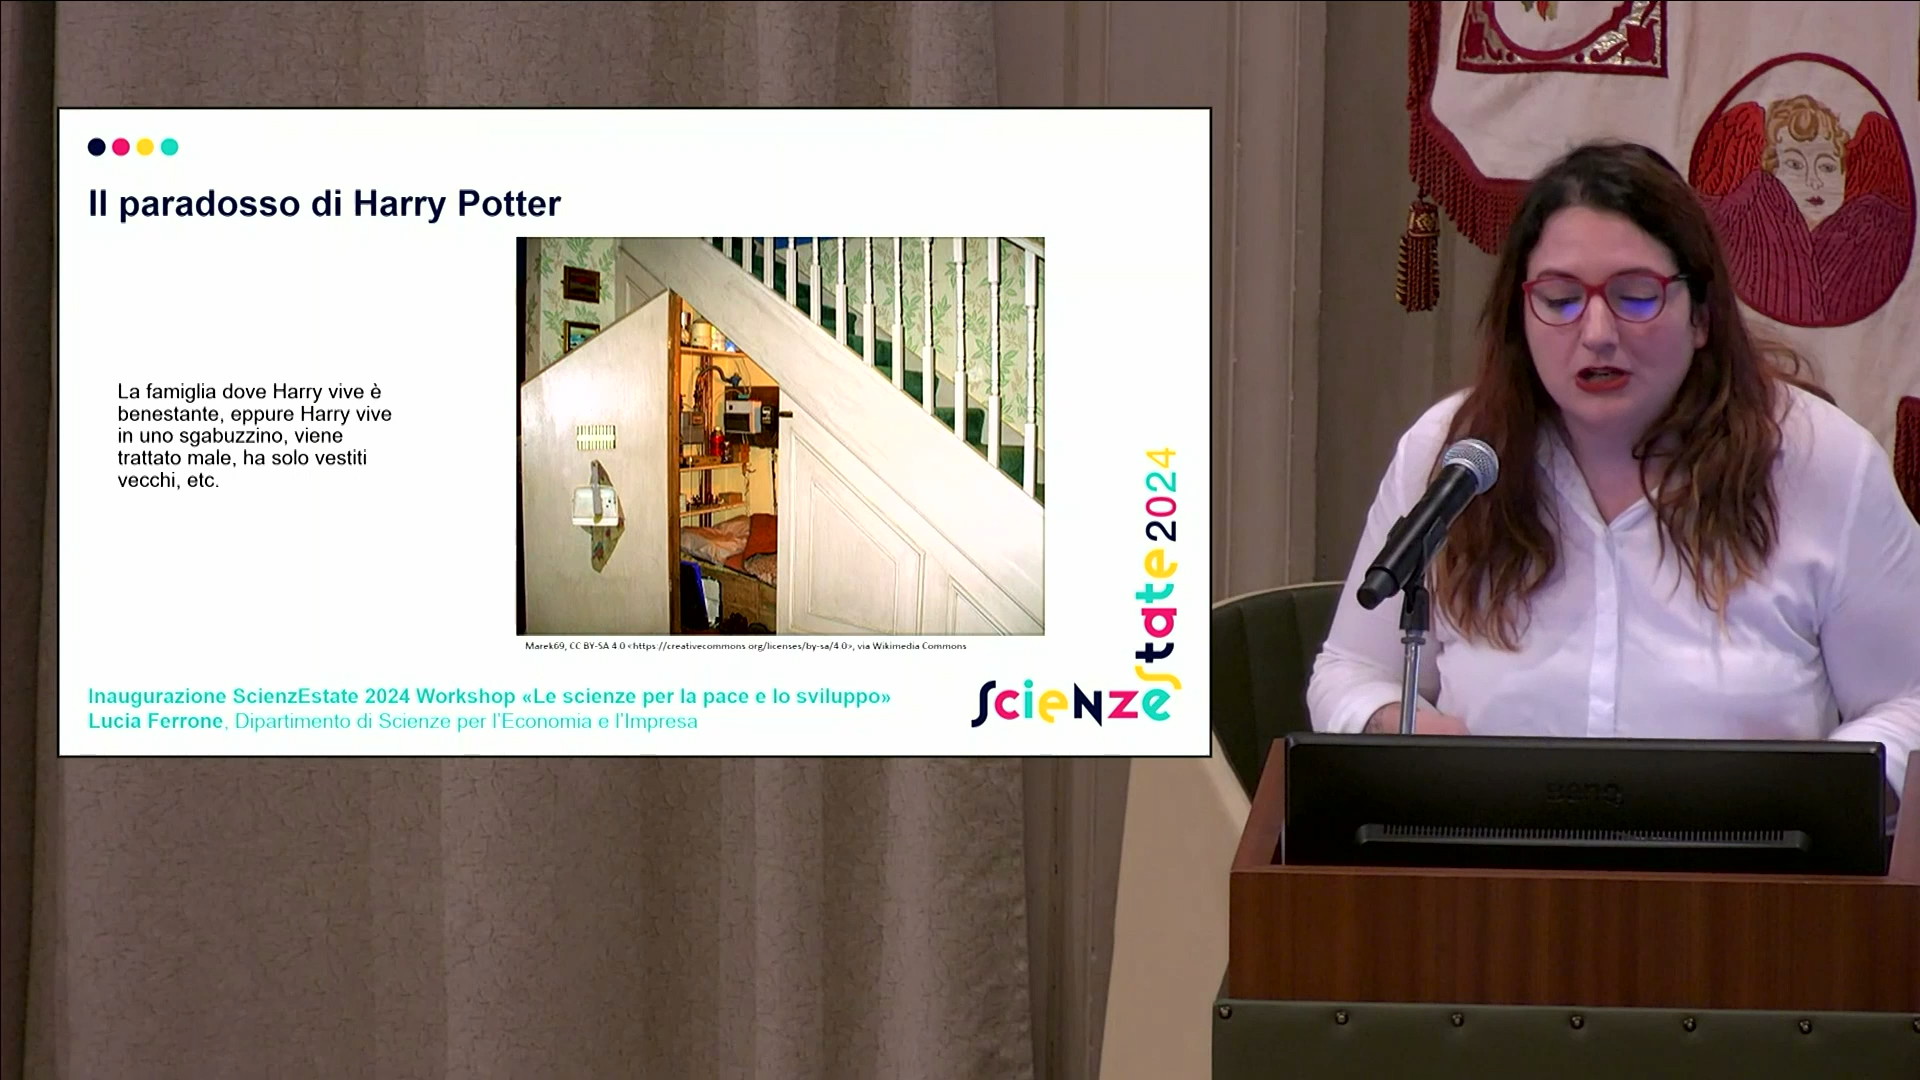 Il paradosso di Harry Potter
La famiglia dove Harry vive è
benestante, eppure Harry vive
in uno sgabuzzino, viene
trattato male, ha solo vestiti
vecchi, etc.
Marek69, CC BY-SA 4.0 <https://creativecommons.org/licenses/by-sa/4.0>, via Wikimedia Commons
Inaugurazione ScienzEstate 2024 Workshop «Le scienze per la pace e lo sviluppo»
Lucia Ferrone, Dipartimento di Scienze per l'Economia e l'Impresa
ScienzEstate 2024
BenQ